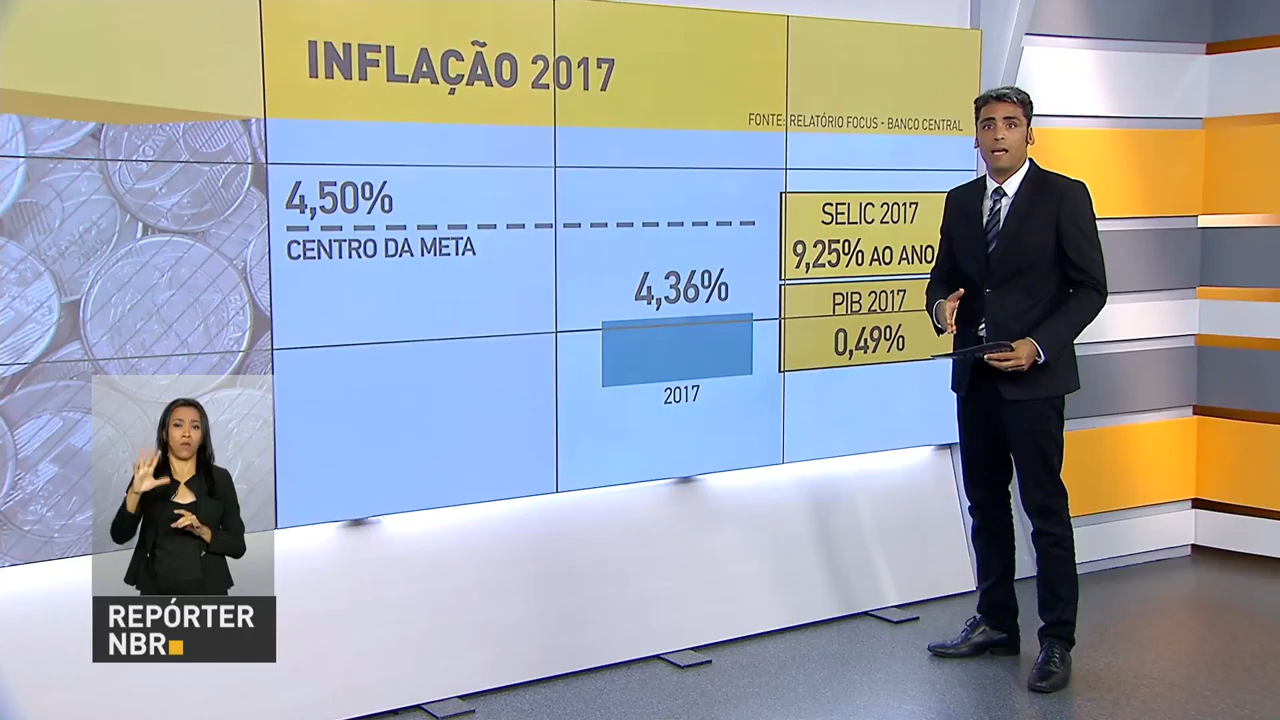 INFLAÇÃO 2017
FONTE: RELATÓRIO FOCUS - BANCO CENTRAL
4,50%
CENTRO DA META
4,36%
2017
SELIC 2017
9,25% AO ANO
PIB 2017
0,49%
REPÓRTER
NBR